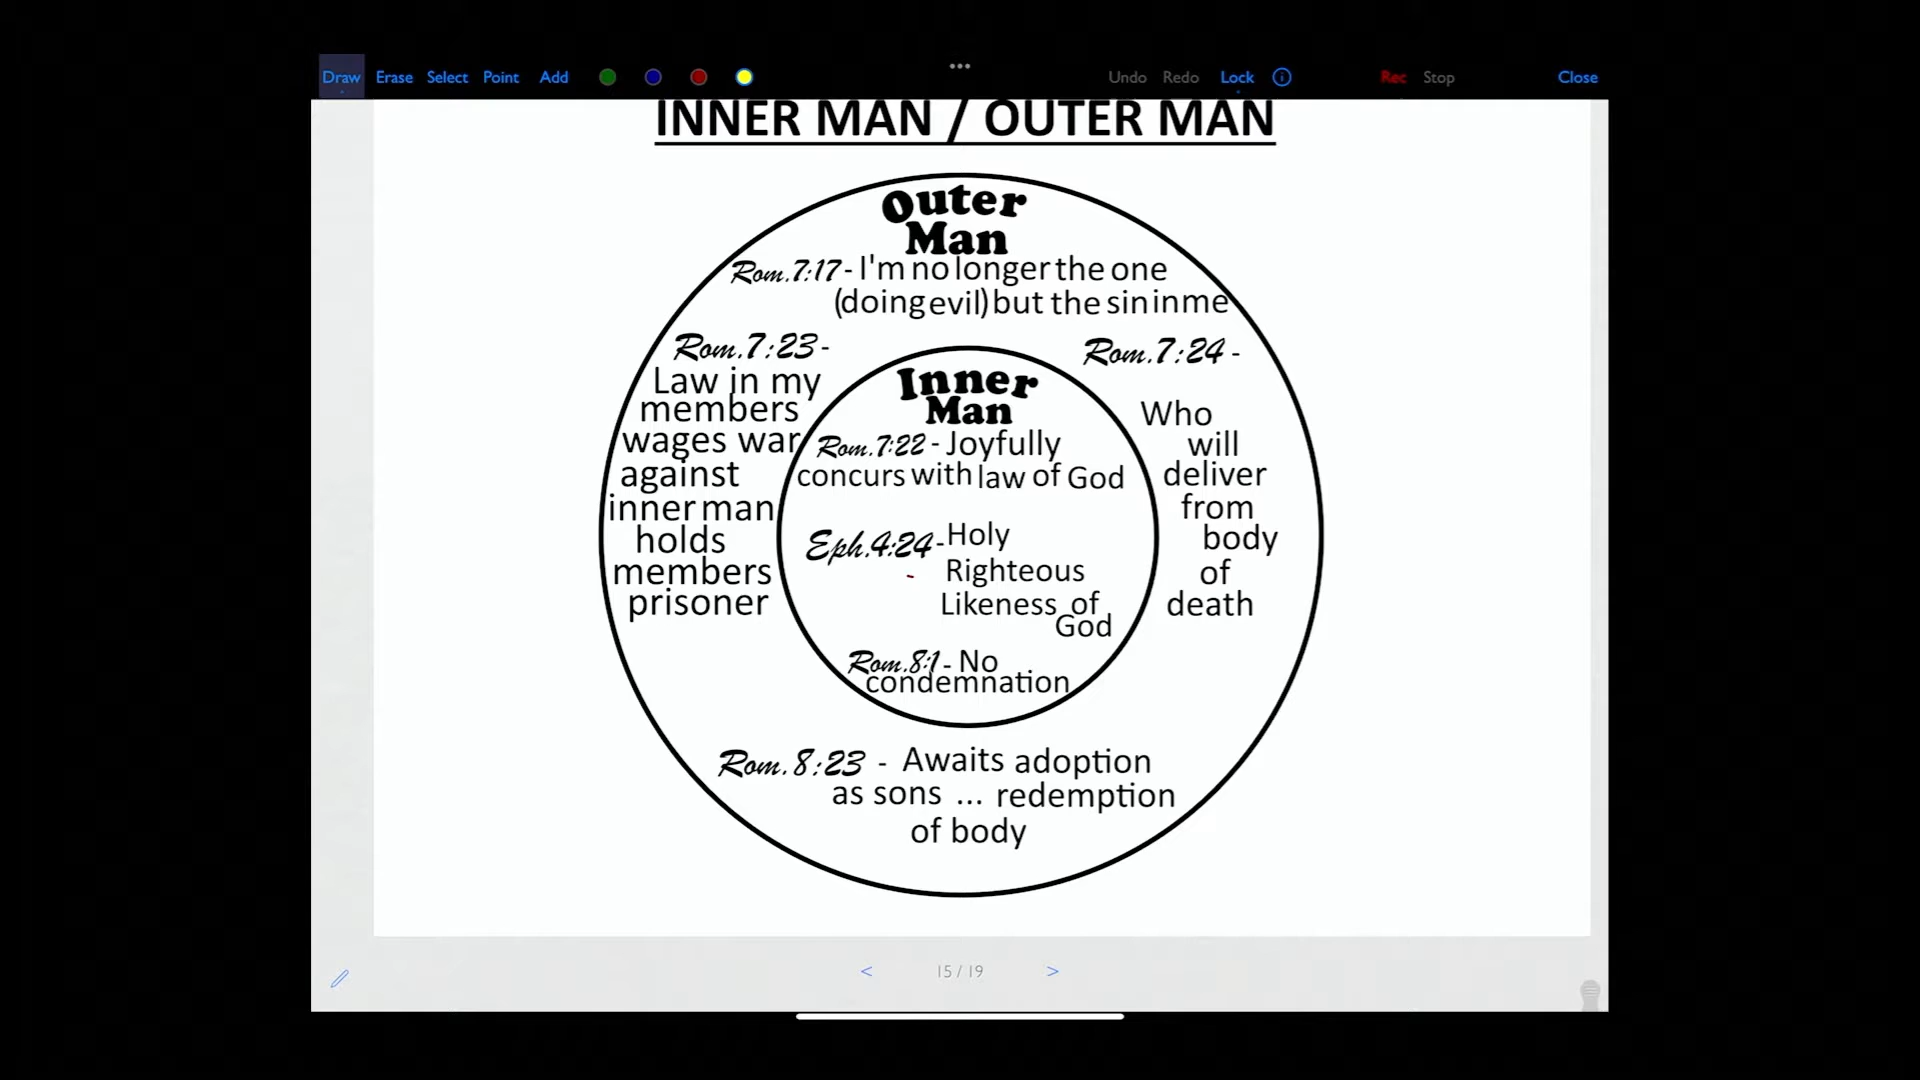 Draw Erase Select Point Add ... Undo Redo Lock Rec Stop Close
INNER MAN / OUTER MAN
Outer
Man
Rom.7:17- I'm no longer the one
(doing evil) but the sin in me
Rom.7:23-
Law in my
members
wages war
against
inner man
holds
members
prisoner
Inner
Man
Rom.7:22 - Joyfully
concurs with law of God
Eph.4:24-Holy
Righteous
Likeness of
God
Rom.8:1- No
condemnation
Rom.7:24 -
Who
will
deliver
from
body
of
death
Rom. 8:23 - Awaits adoption
as sons ... redemption
of body
< 15 / 19 >